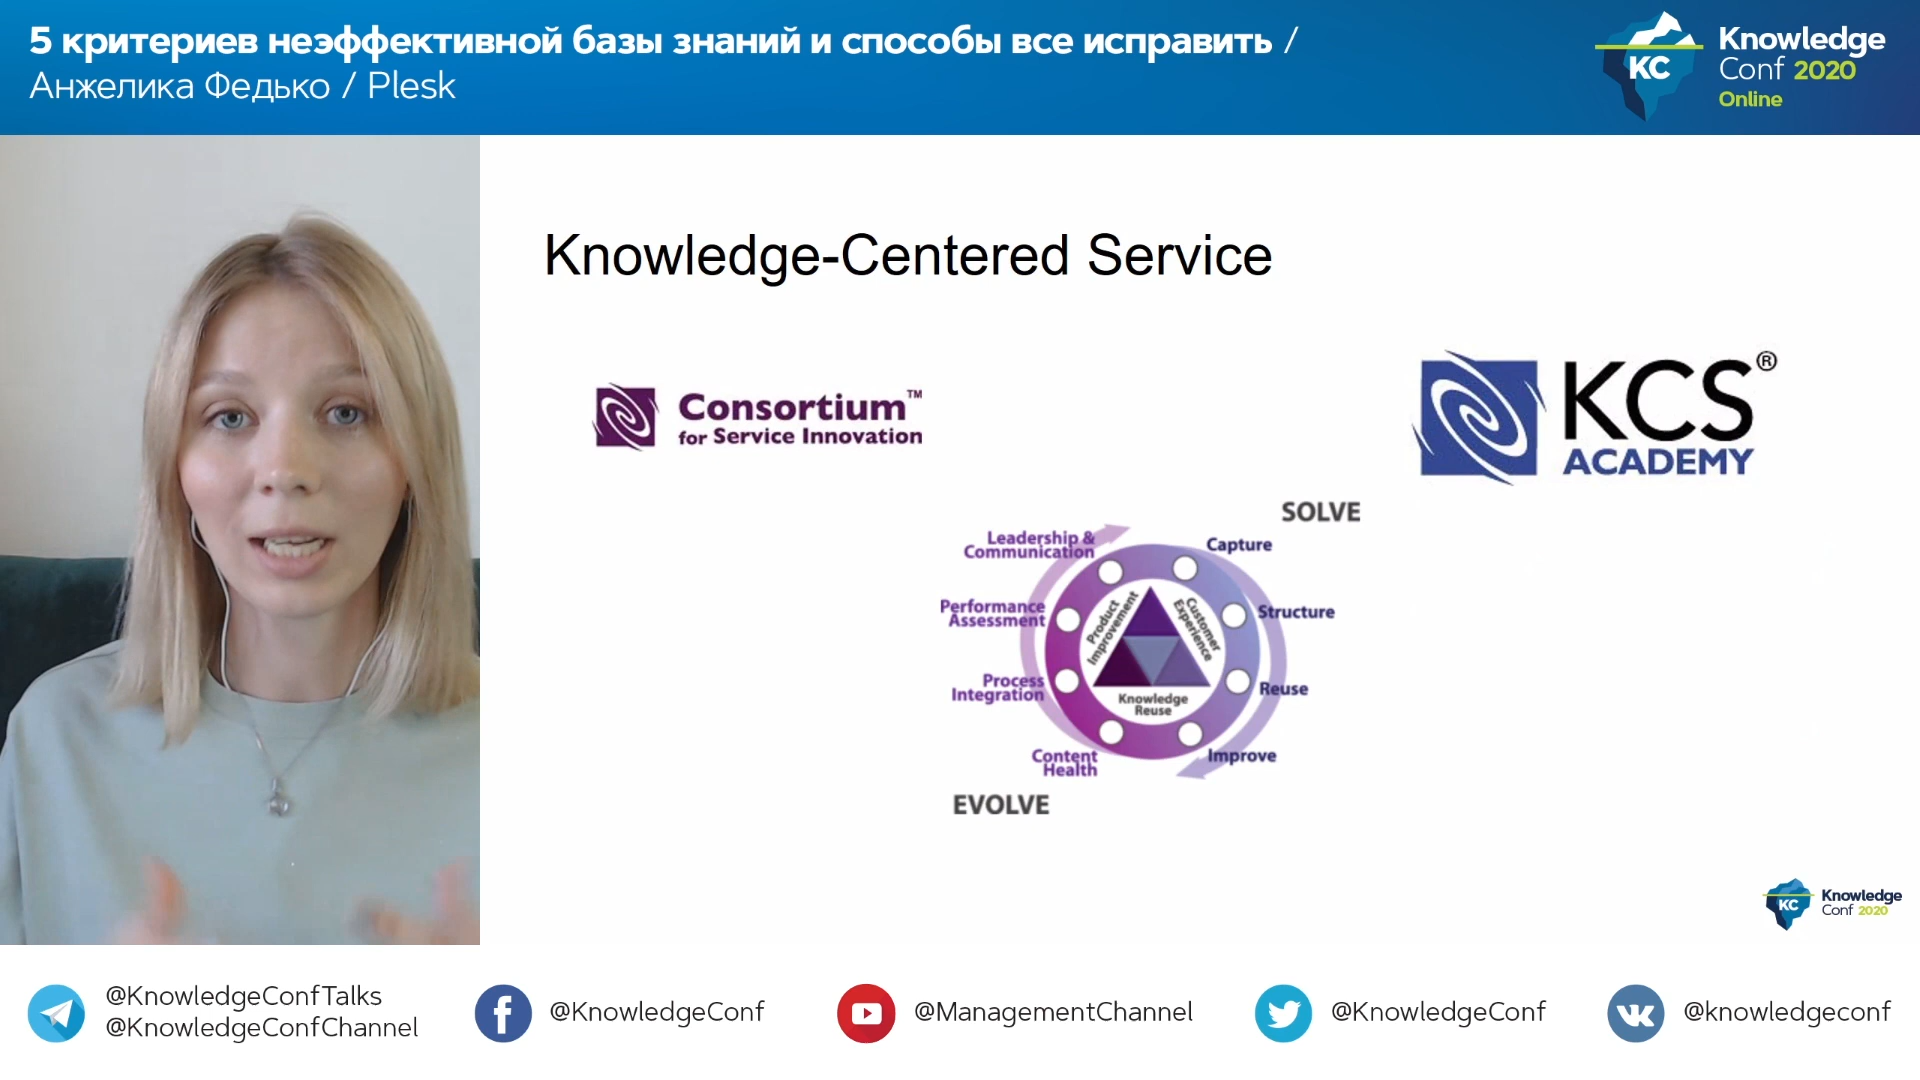 5 критериев неэффективной базы знаний и способы все исправить /
Анжелика Федько / Plesk
KC
Knowledge
Conf 2020
Online
Knowledge-Centered Service
Consortium™
for Service Innovation
KCS®
ACADEMY
SOLVE
Leadership &
Communication
Capture
Performance
Assessment
Structure
Process
Integration
Reuse
Content
Health
Improve
Product
Improvement
Customer
Experience
Knowledge
Reuse
EVOLVE
KC
Knowledge
Conf 2020
@KnowledgeConfTalks
@KnowledgeConfChannel
@KnowledgeConf
@ManagementChannel
@KnowledgeConf
@knowledgeconf